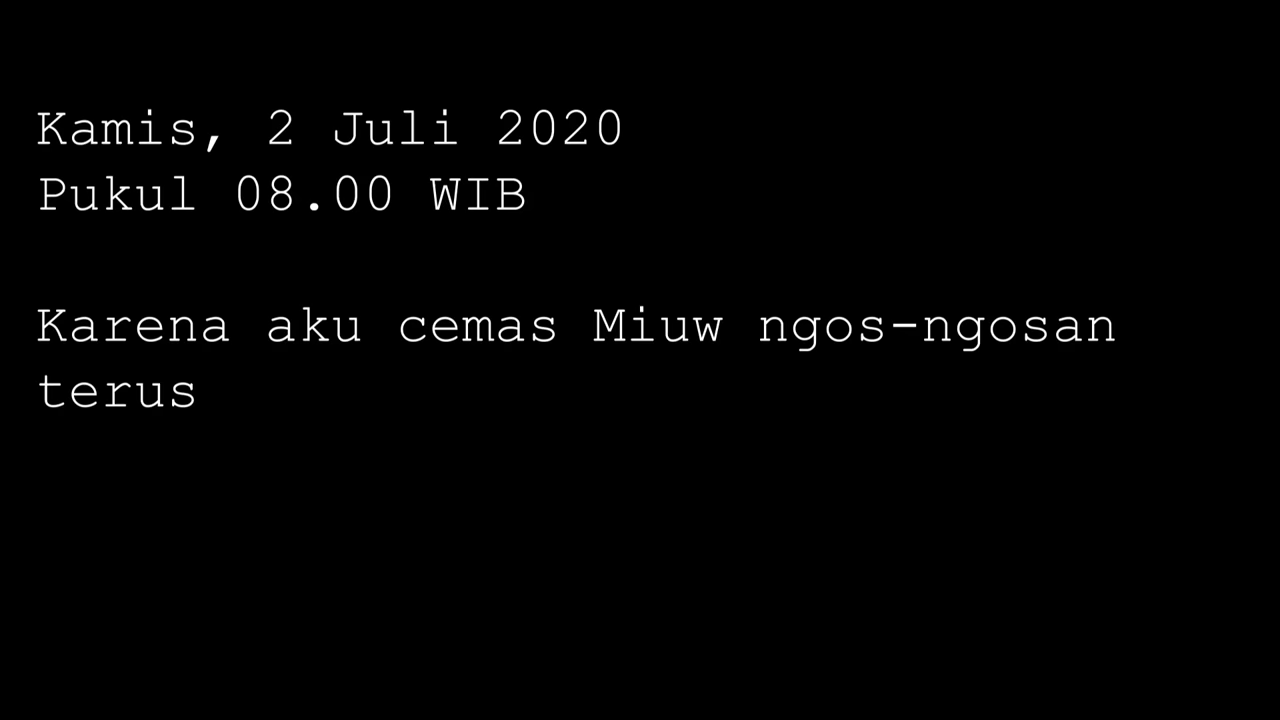 Kamis, 2 Juli 2020
Pukul 08.00 WIB
Karena aku cemas Miuw ngos-ngosan
terus